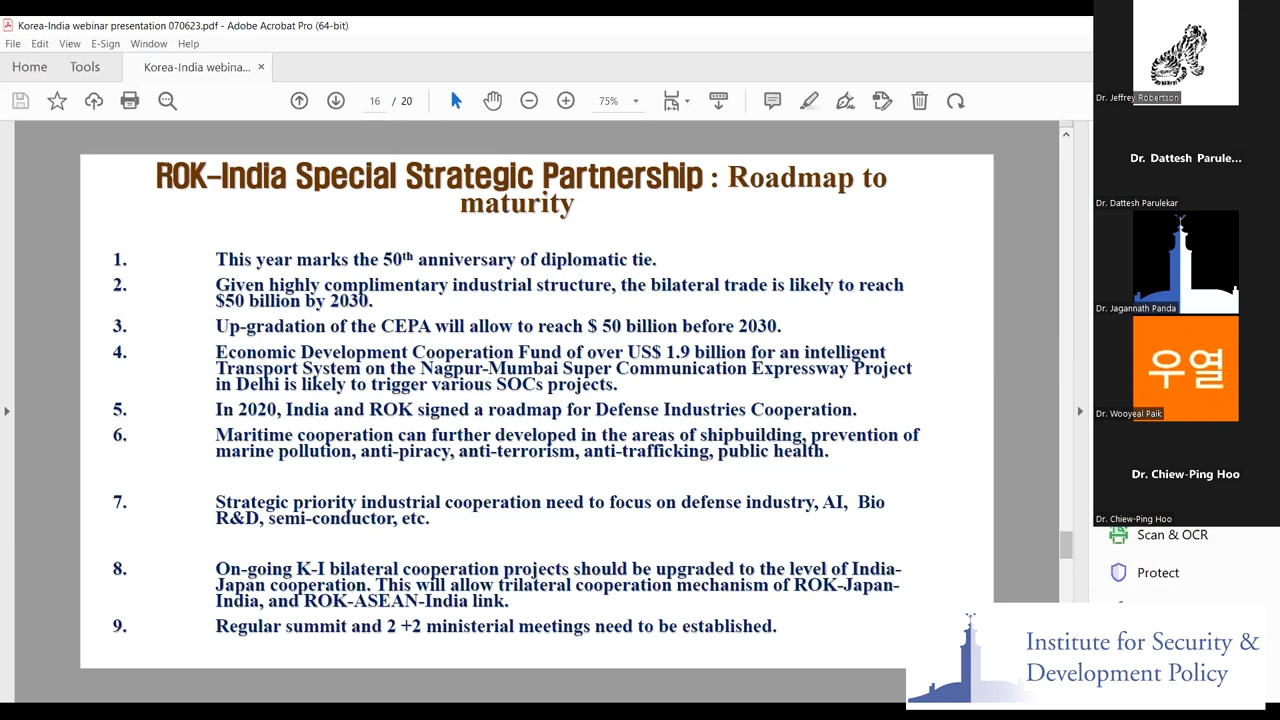 Korea-India webinar presentation 070623.pdf - Adobe Acrobat Pro (64-bit)
File Edit View E-Sign Window Help
Home Tools Korea-India webina... ×
16 / 20 75%
ROK-India Special Strategic Partnership : Roadmap to
maturity
1. This year marks the 50th anniversary of diplomatic tie.
2. Given highly complimentary industrial structure, the bilateral trade is likely to reach
$50 billion by 2030.
3. Up-gradation of the CEPA will allow to reach $ 50 billion before 2030.
4. Economic Development Cooperation Fund of over US$ 1.9 billion for an intelligent
Transport System on the Nagpur-Mumbai Super Communication Expressway Project
in Delhi is likely to trigger various SOCs projects.
5. In 2020, India and ROK signed a roadmap for Defense Industries Cooperation.
6. Maritime cooperation can further developed in the areas of shipbuilding, prevention of
marine pollution, anti-piracy, anti-terrorism, anti-trafficking, public health.
7. Strategic priority industrial cooperation need to focus on defense industry, AI, Bio
R&D, semi-conductor, etc.
8. On-going K-I bilateral cooperation projects should be upgraded to the level of India-
Japan cooperation. This will allow trilateral cooperation mechanism of ROK-Japan-
India, and ROK-ASEAN-India link.
9. Regular summit and 2 +2 ministerial meetings need to be established.
Dr. Jeffrey Robertson
Dr. Dattesh Parule...
Dr. Dattesh Parulekar
Dr. Jagannath Panda
우열
Dr. Wooyeal Paik
Dr. Chiew-Ping Hoo
Dr. Chiew-Ping Hoo
Scan & OCR
Protect
Institute for Security &
Development Policy